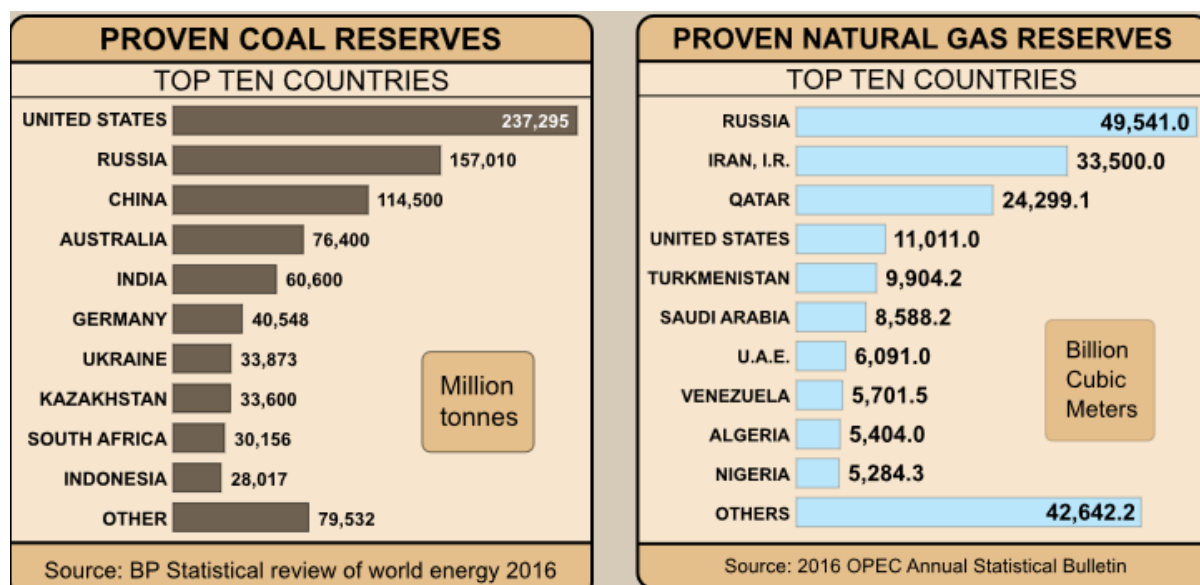 PROVEN COAL RESERVES
TOP TEN COUNTRIES
UNITED STATES 237,295
RUSSIA 157,010
CHINA 114,500
AUSTRALIA 76,400
INDIA 60,600
GERMANY 40,548
UKRAINE 33,873
KAZAKHSTAN 33,600
SOUTH AFRICA 30,156
INDONESIA 28,017
OTHER 79,532
Million
tonnes
Source: BP Statistical review of world energy 2016
PROVEN NATURAL GAS RESERVES
TOP TEN COUNTRIES
RUSSIA 49,541.0
IRAN, I.R. 33,500.0
QATAR 24,299.1
UNITED STATES 11,011.0
TURKMENISTAN 9,904.2
SAUDI ARABIA 8,588.2
U.A.E. 6,091.0
VENEZUELA 5,701.5
ALGERIA 5,404.0
NIGERIA 5,284.3
OTHERS 42,642.2
Billion
Cubic
Meters
Source: 2016 OPEC Annual Statistical Bulletin